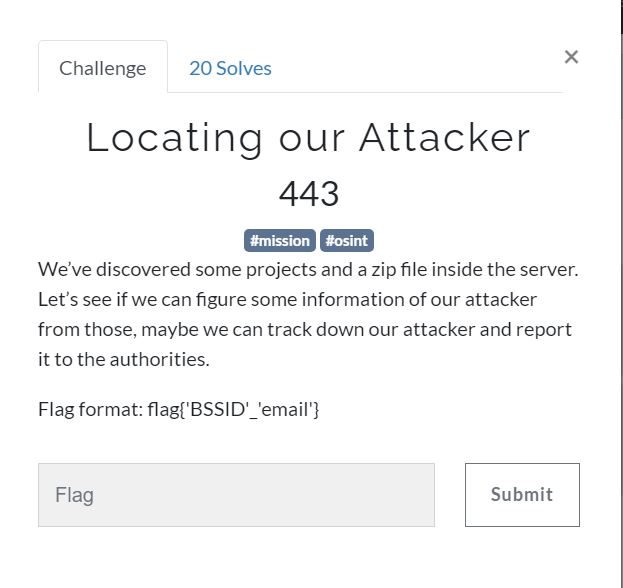 Challenge
20 Solves
×
Locating our Attacker
443
#mission #osint
We’ve discovered some projects and a zip file inside the server.
Let’s see if we can figure some information of our attacker
from those, maybe we can track down our attacker and report
it to the authorities.
Flag format: flag{'BSSID'_'email'}
Flag
Submit